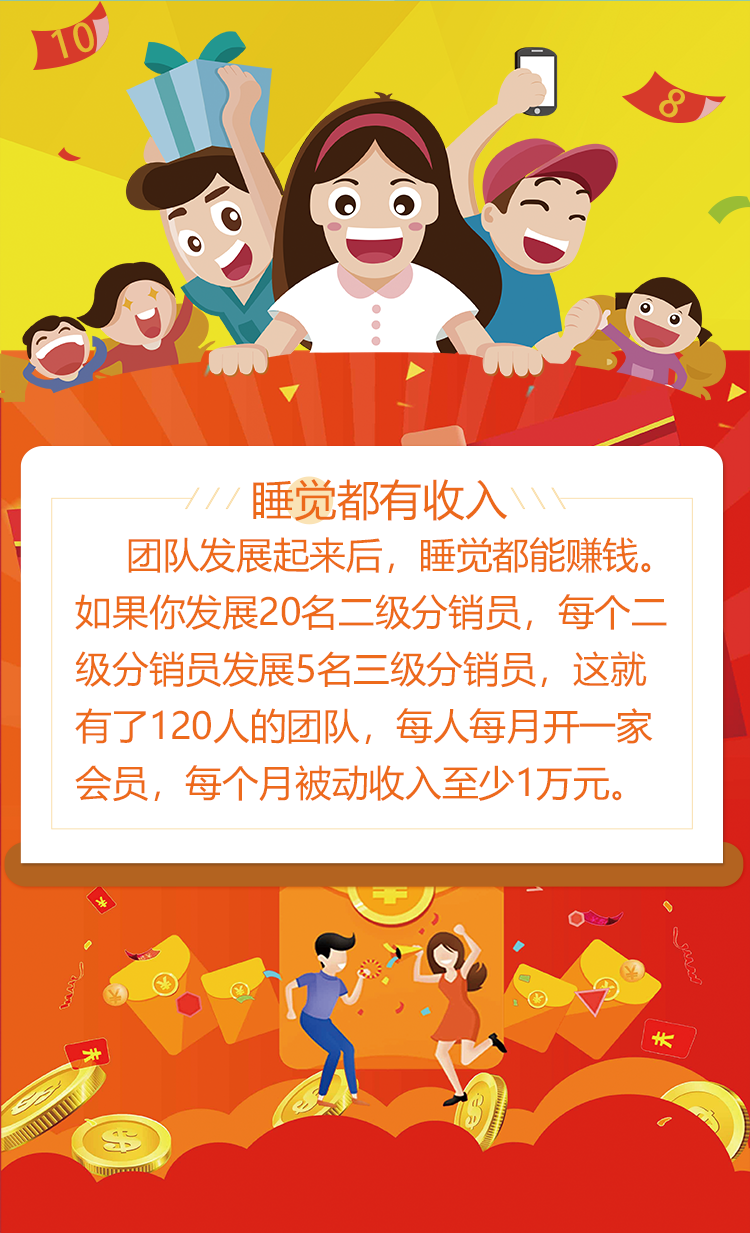 10
8
睡觉都有收入
团队发展起来后，睡觉都能赚钱。
如果你发展20名二级分销员，每个二
级分销员发展5名三级分销员，这就
有了120人的团队，每人每月开一家
会员，每个月被动收入至少1万元。